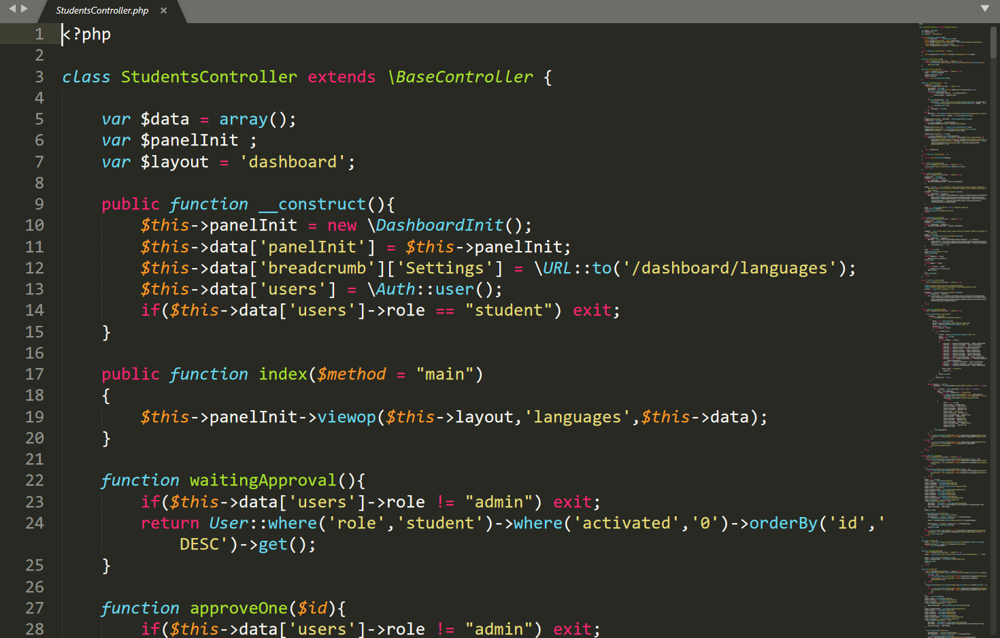 StudentsController.php ×
1 <?php
2
3 class StudentsController extends \BaseController {
4
5 var $data = array();
6 var $panelInit ;
7 var $layout = 'dashboard';
8
9 public function __construct(){
10 $this->panelInit = new \DashboardInit();
11 $this->data['panelInit'] = $this->panelInit;
12 $this->data['breadcrumb']['Settings'] = \URL::to('/dashboard/languages');
13 $this->data['users'] = \Auth::user();
14 if($this->data['users']->role == "student") exit;
15 }
16
17 public function index($method = "main")
18 {
19 $this->panelInit->viewop($this->layout,'languages',$this->data);
20 }
21
22 function waitingApproval(){
23 if($this->data['users']->role != "admin") exit;
24 return User::where('role','student')->where('activated','0')->orderBy('id','
DESC')->get();
25 }
26
27 function approveOne($id){
28 if($this->data['users']->role != "admin") exit;